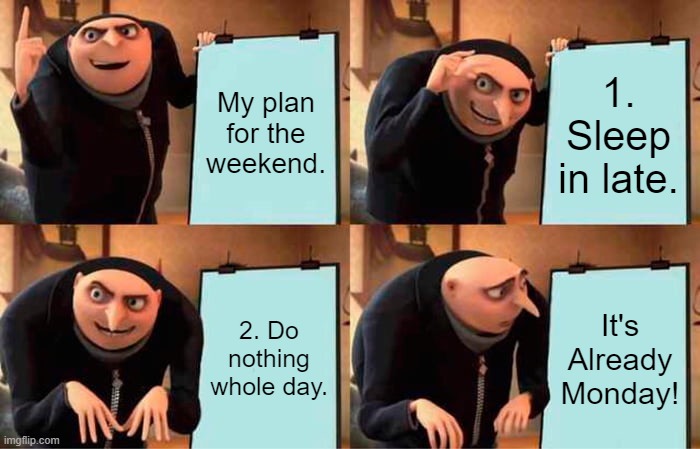 My plan
for the
weekend.
1.
Sleep
in late.
2. Do
nothing
whole day.
It's
Already
Monday!
imgflip.com